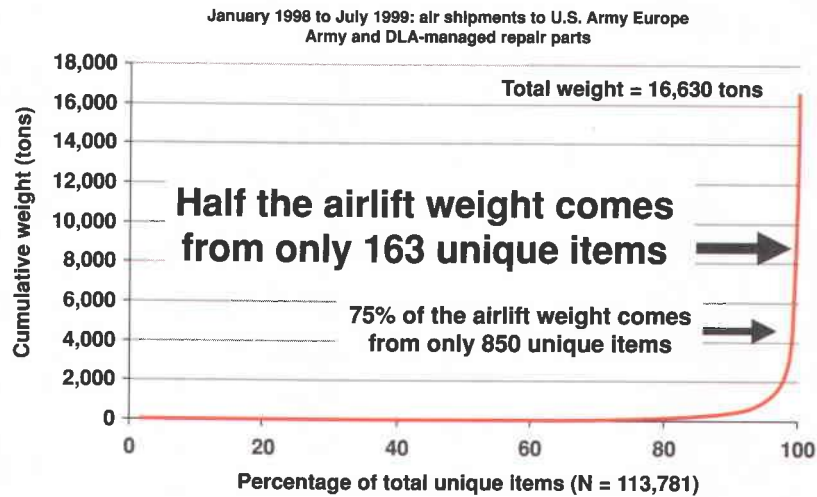 January 1998 to July 1999: air shipments to U.S. Army Europe
Army and DLA-managed repair parts
18,000
16,000
14,000
12,000
10,000
8,000
6,000
4,000
2,000
0
Cumulative weight (tons)
Total weight = 16,630 tons
Half the airlift weight comes
from only 163 unique items
75% of the airlift weight comes
from only 850 unique items
0 20 40 60 80 100
Percentage of total unique items (N = 113,781)